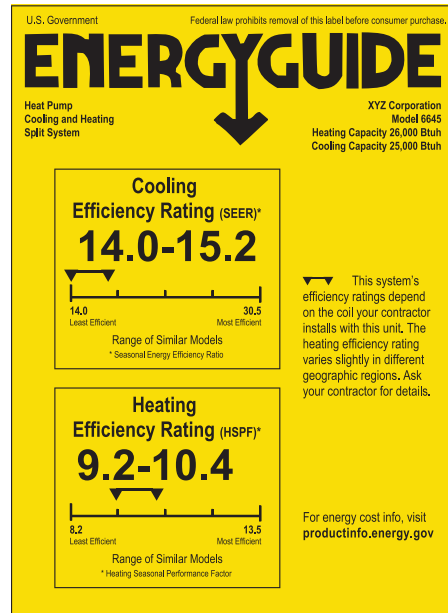 U.S. Government
Federal law prohibits removal of this label before consumer purchase.
ENERGYGUIDE
Heat Pump
Cooling and Heating
Split System
XYZ Corporation
Model 6645
Heating Capacity 26,000 Btuh
Cooling Capacity 25,000 Btuh
Cooling
Efficiency Rating (SEER)*
14.0-15.2
14.0
30.5
Least Efficient
Most Efficient
Range of Similar Models
* Seasonal Energy Efficiency Ratio
This system's
efficiency ratings depend
on the coil your contractor
installs with this unit. The
heating efficiency rating
varies slightly in different
geographic regions. Ask
your contractor for details.
Heating
Efficiency Rating (HSPF)*
9.2-10.4
8.2
13.5
Least Efficient
Most Efficient
Range of Similar Models
* Heating Seasonal Performance Factor
For energy cost info, visit
productinfo.energy.gov